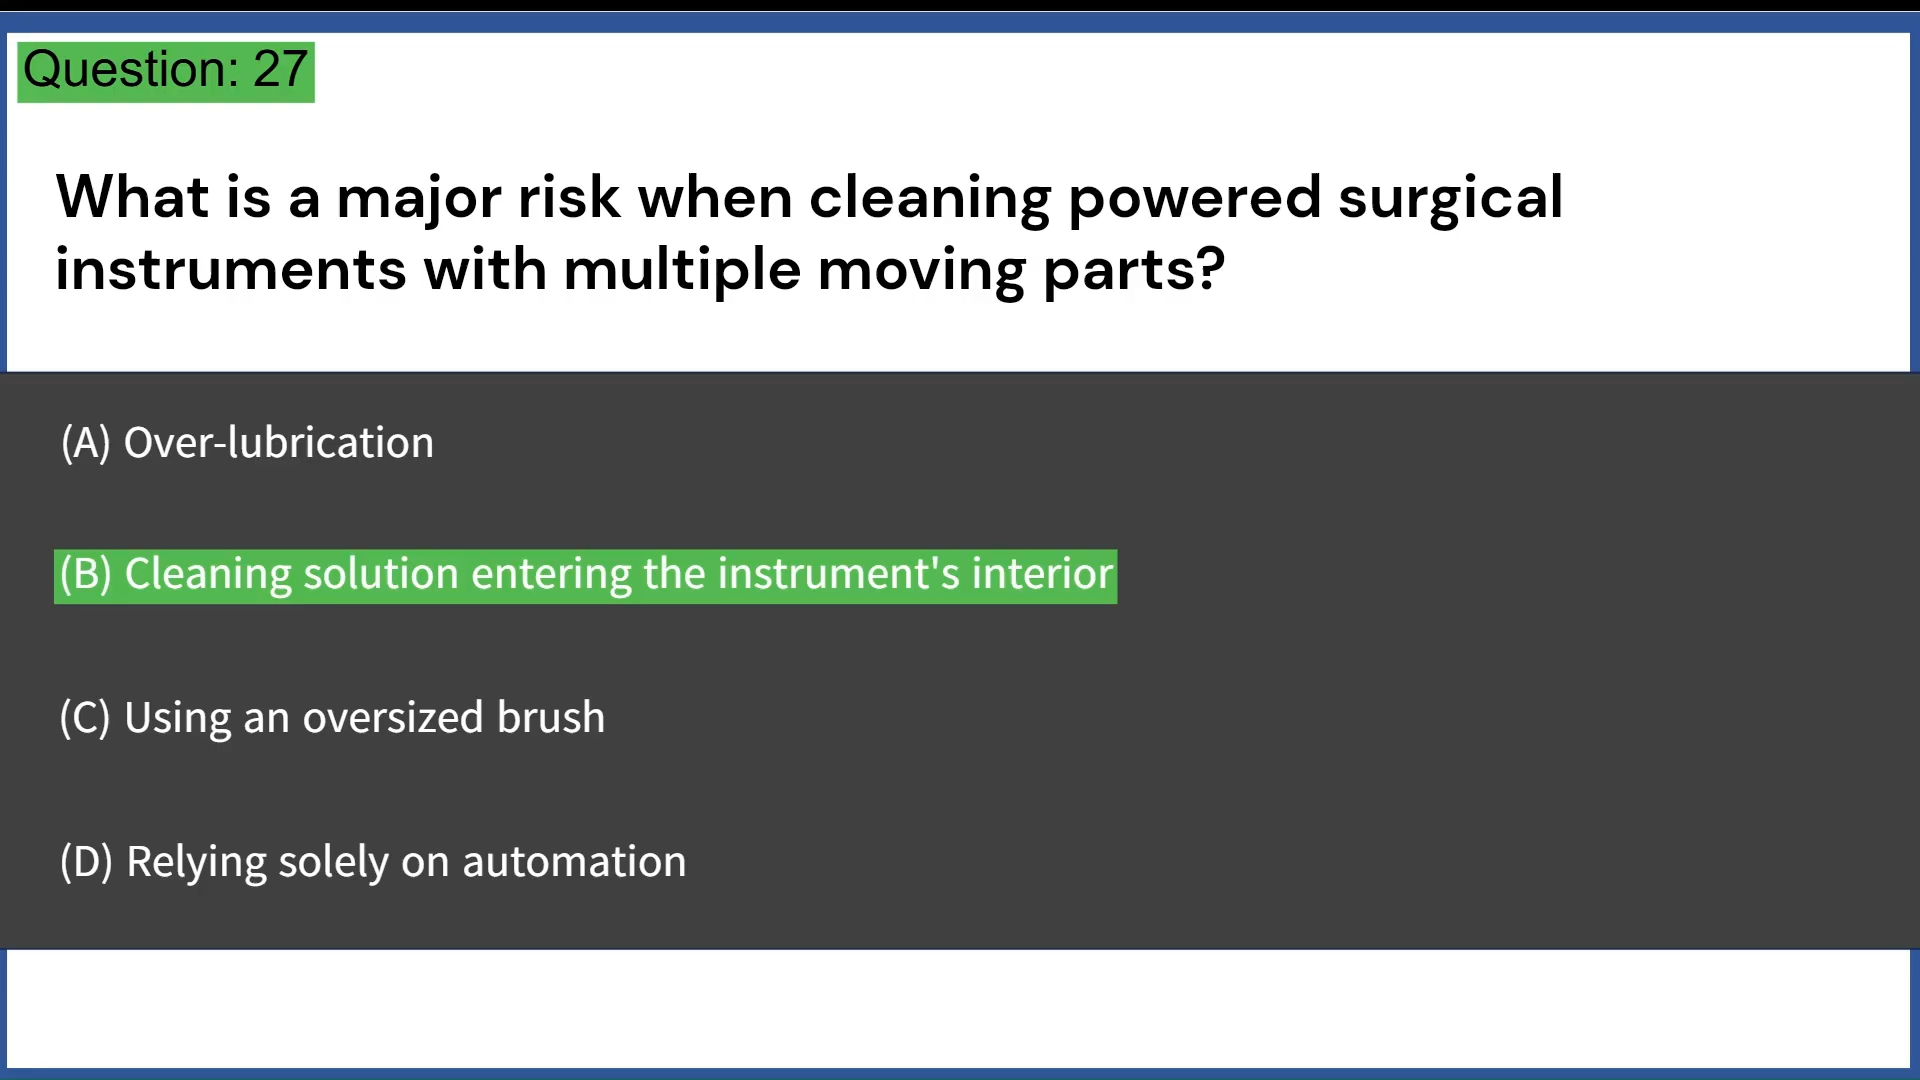 Question: 27
What is a major risk when cleaning powered surgical
instruments with multiple moving parts?
(A) Over-lubrication
(B) Cleaning solution entering the instrument's interior
(C) Using an oversized brush
(D) Relying solely on automation